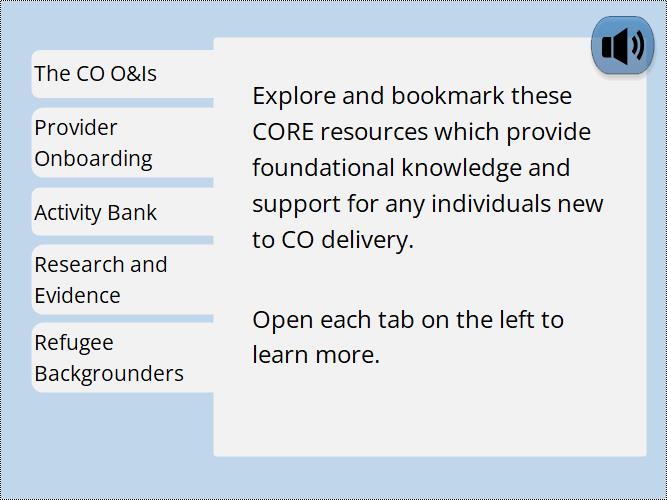 The CO O&Is
Provider
Onboarding
Activity Bank
Research and
Evidence
Refugee
Backgrounders
Explore and bookmark these
CORE resources which provide
foundational knowledge and
support for any individuals new
to CO delivery.
Open each tab on the left to
learn more.